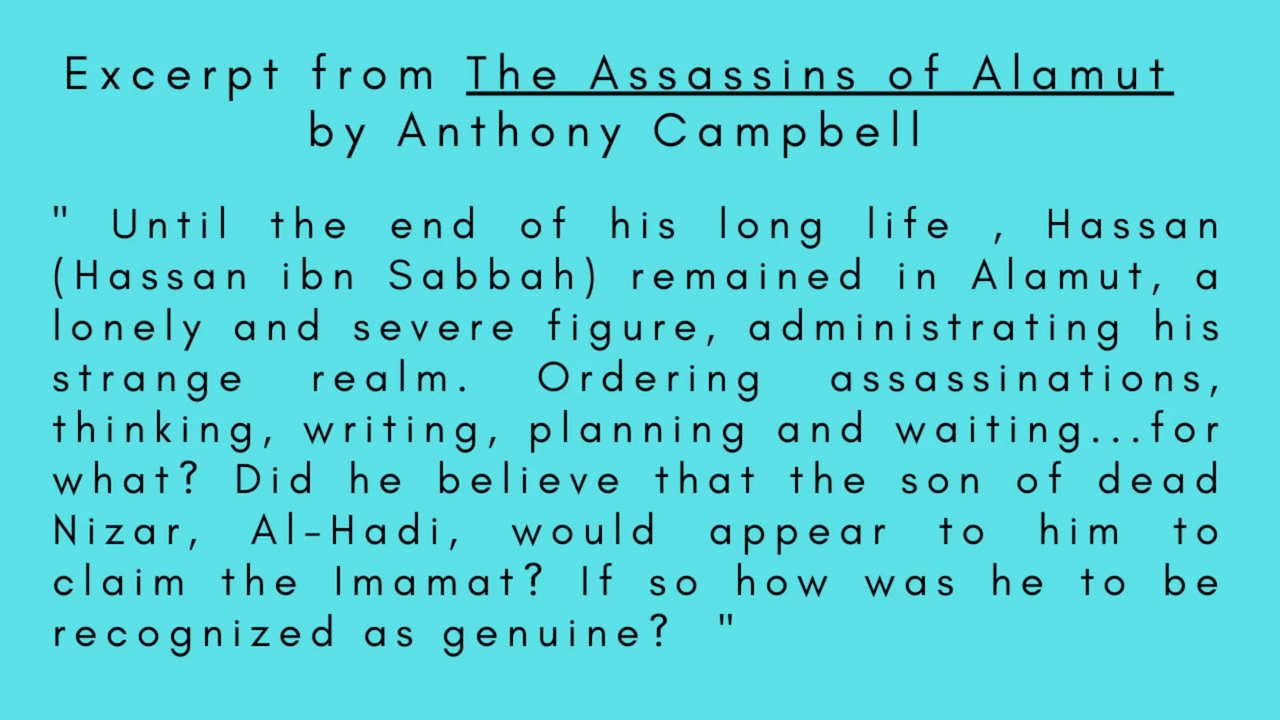 Excerpt from The Assassins of Alamut
by Anthony Campbell
" Until the end of his long life , Hassan
(Hassan ibn Sabbah) remained in Alamut, a
lonely and severe figure, administrating his
strange realm. Ordering assassinations,
thinking, writing, planning and waiting...for
what? Did he believe that the son of dead
Nizar, Al-Hadi, would appear to him to
claim the Imamat? If so how was he to be
recognized as genuine? "